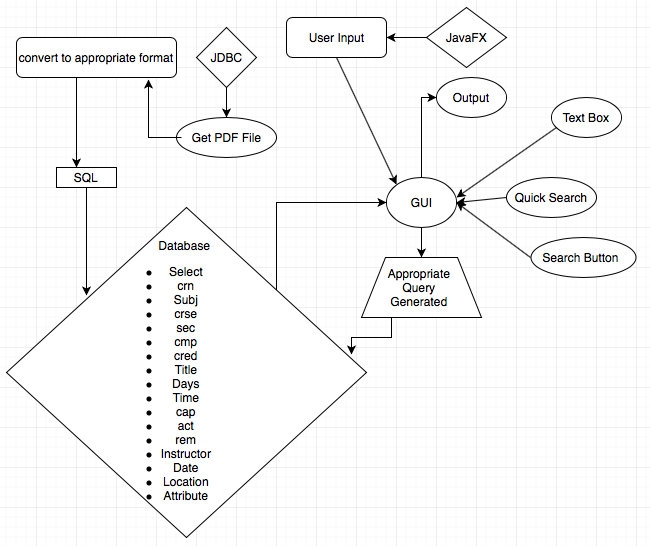 convert to appropriate format
JDBC
User Input
JavaFX
Output
Text Box
Get PDF File
SQL
GUI
Quick Search
Search Button
Appropriate
Query
Generated
Database
• Select
• crn
• Subj
• crse
• sec
• cmp
• cred
• Title
• Days
• Time
• cap
• act
• rem
• Instructor
• Date
• Location
• Attribute